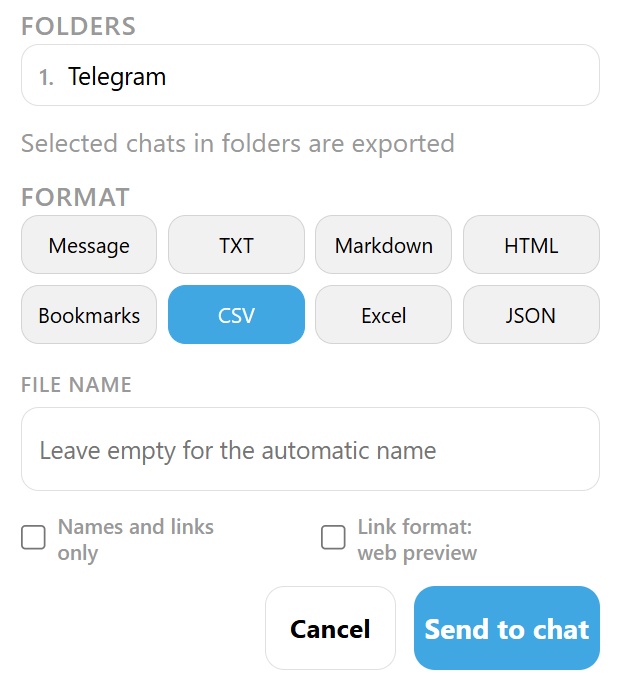 FOLDERS
1. Telegram
Selected chats in folders are exported
FORMAT
Message TXT Markdown HTML
Bookmarks CSV Excel JSON
FILE NAME
Leave empty for the automatic name
Names and links only
Link format: web preview
Cancel Send to chat